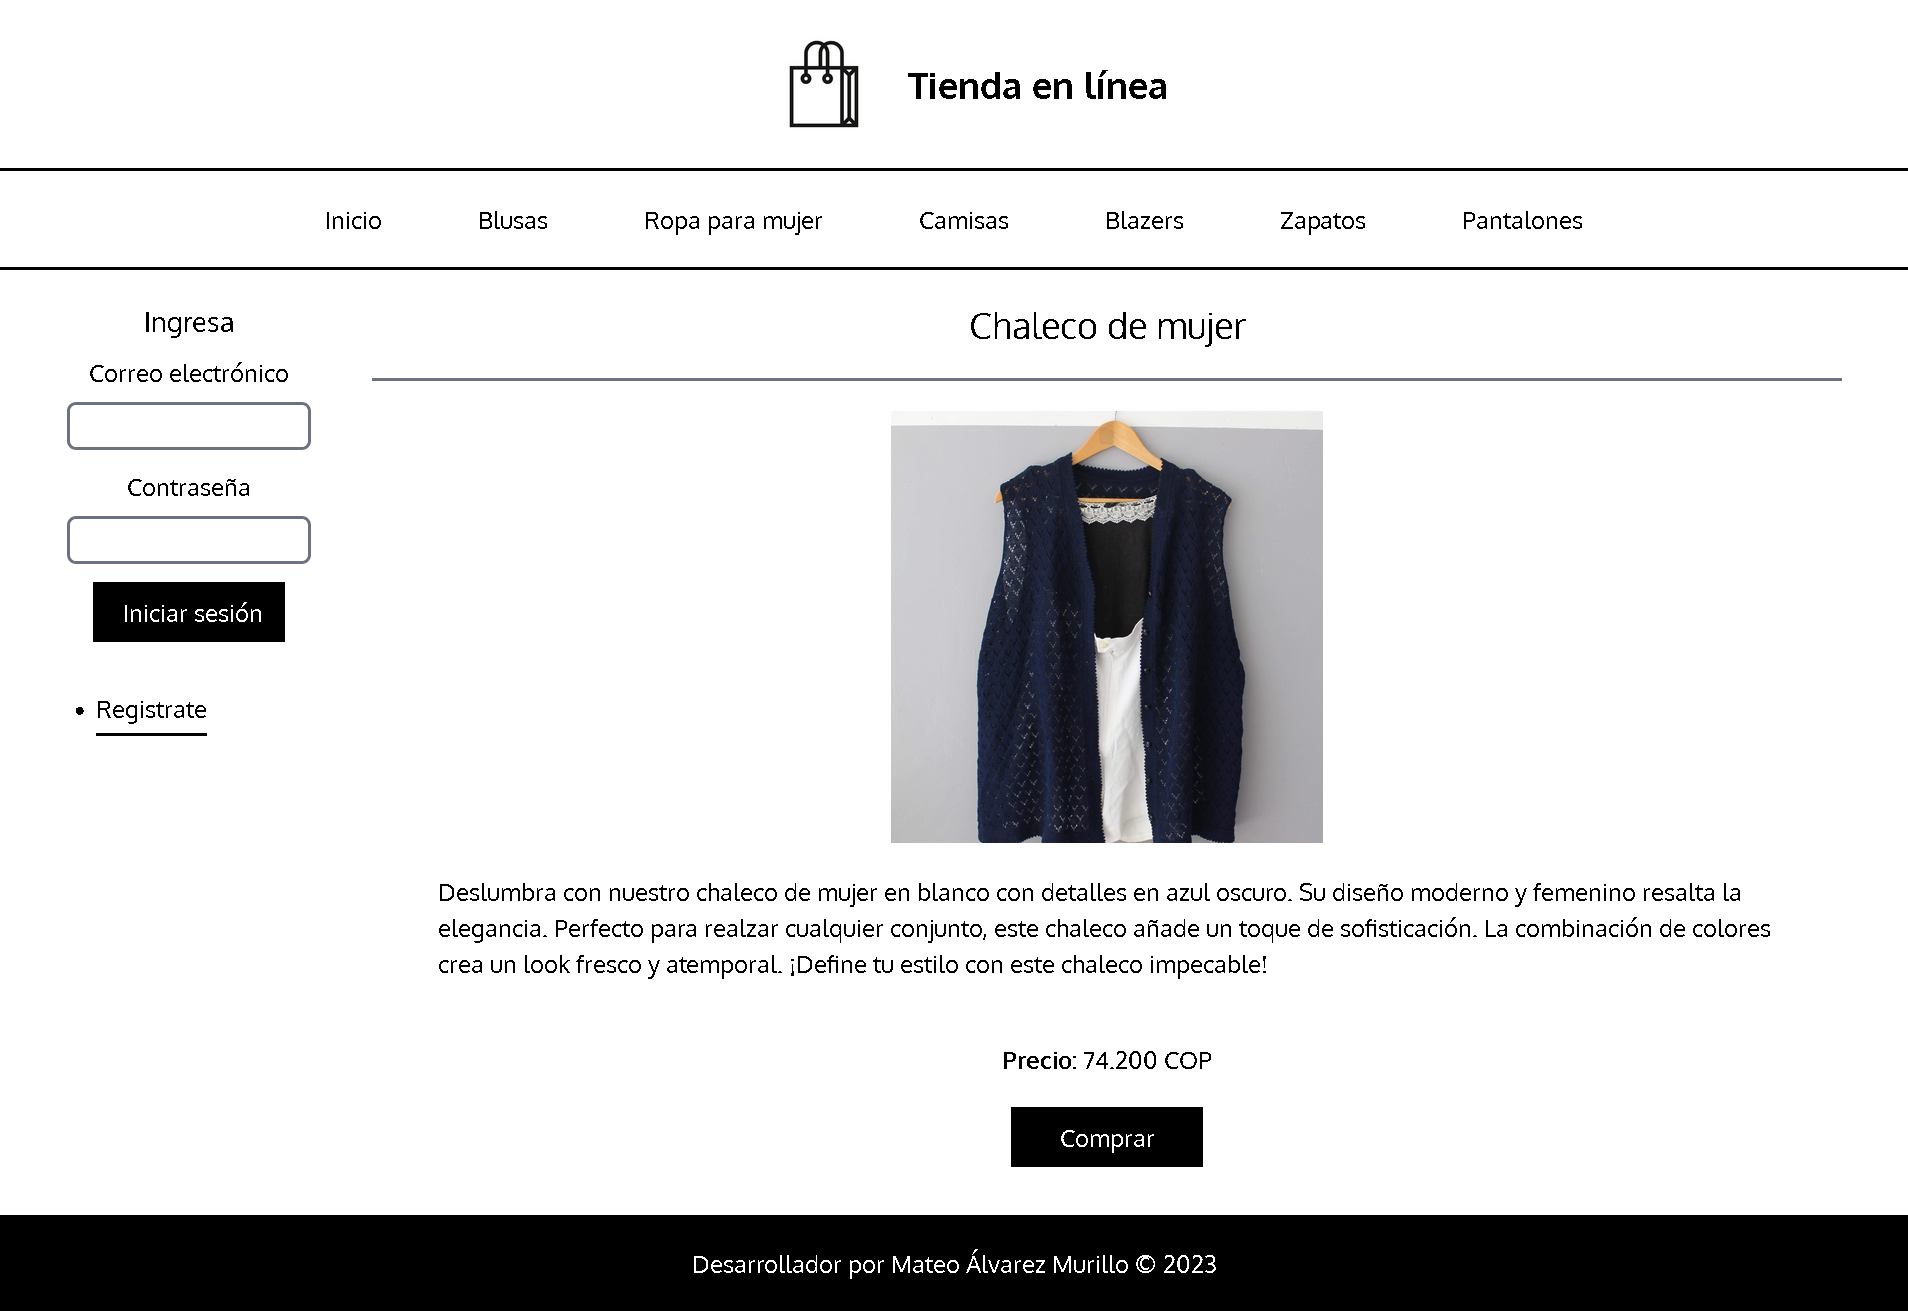 Tienda en línea
Inicio
Blusas
Ropa para mujer
Camisas
Blazers
Zapatos
Pantalones
Ingresa
Correo electrónico
Contraseña
Iniciar sesión
Registrate
Chaleco de mujer
Deslumbra con nuestro chaleco de mujer en blanco con detalles en azul oscuro. Su diseño moderno y femenino resalta la
elegancia. Perfecto para realzar cualquier conjunto, este chaleco añade un toque de sofisticación. La combinación de colores
crea un look fresco y atemporal. ¡Define tu estilo con este chaleco impecable!
Precio: 74.200 COP
Comprar
Desarrollador por Mateo Álvarez Murillo © 2023